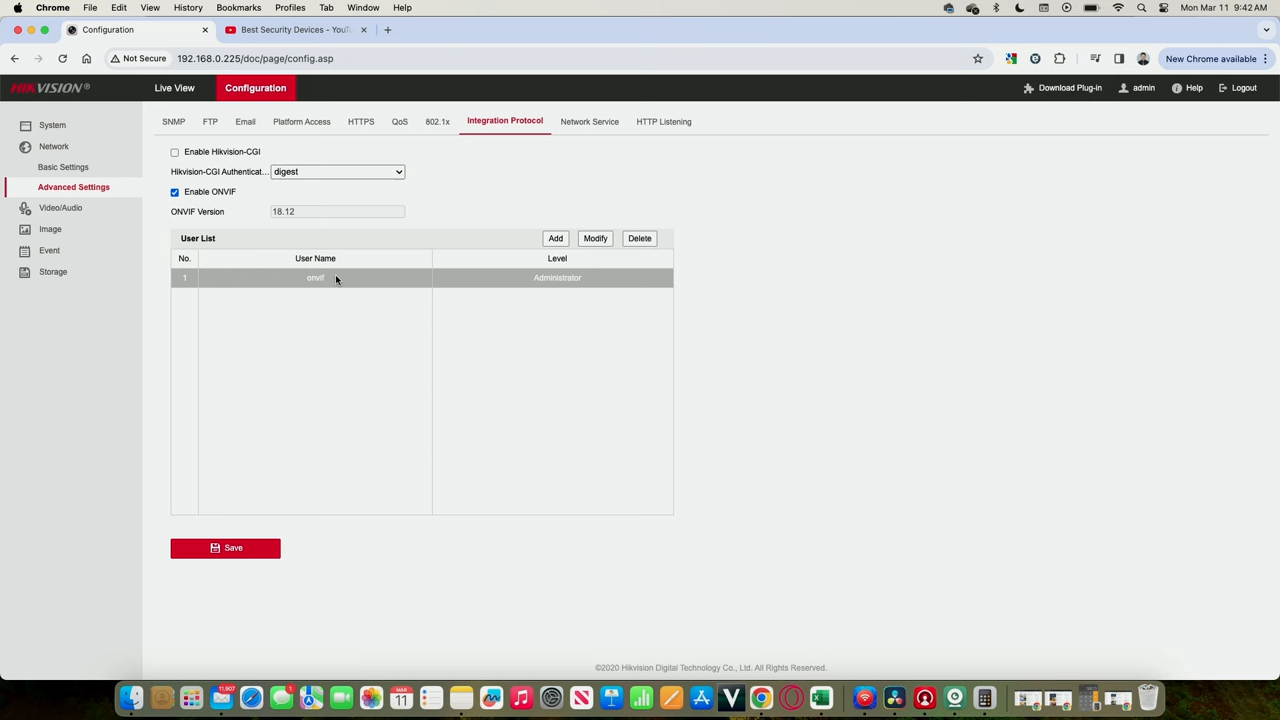 Chrome File Edit View History Bookmarks Profiles Tab Window Help Mon Mar 11 9:42 AM
Configuration Best Security Devices - YouTu
Not Secure 192.168.0.225/doc/page/config.asp New Chrome available
HIKVISION® Live View Configuration Download Plug-in admin Help Logout
System
Network
Basic Settings
Advanced Settings
Video/Audio
Image
Event
Storage
SNMP FTP Email Platform Access HTTPS QoS 802.1x Integration Protocol Network Service HTTP Listening
Enable Hikvision-CGI
Hikvision-CGI Authenticat... digest
Enable ONVIF
ONVIF Version 18.12
User List Add Modify Delete
No. User Name Level
1 onvif Administrator
Save
©2020 Hikvision Digital Technology Co., Ltd. All Rights Reserved.
11,907 1 MAR 11